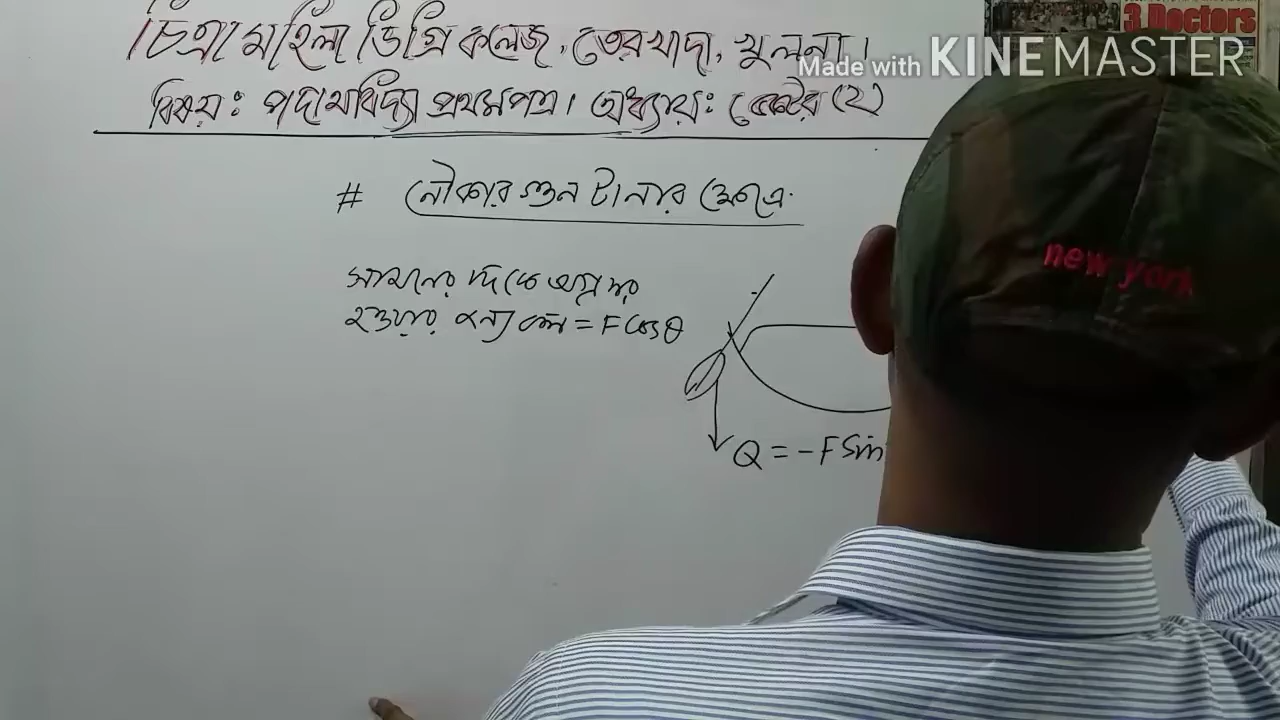 3 Doctors
চিত্রা মহিলা ডিগ্রি কলেজ, তেরখাদা, খুলনা।
Made with KINEMASTER
বিষয়ঃ পদার্থবিদ্যা প্রথমপত্র। অধ্যায়ঃ ভেক্টর (২)
# নৌকার গুন টানার ক্ষেত্রে
new york
সামনের দিকে অগ্রসর
হওয়ার জন্য বল = F Cosθ
Q = -F Sin